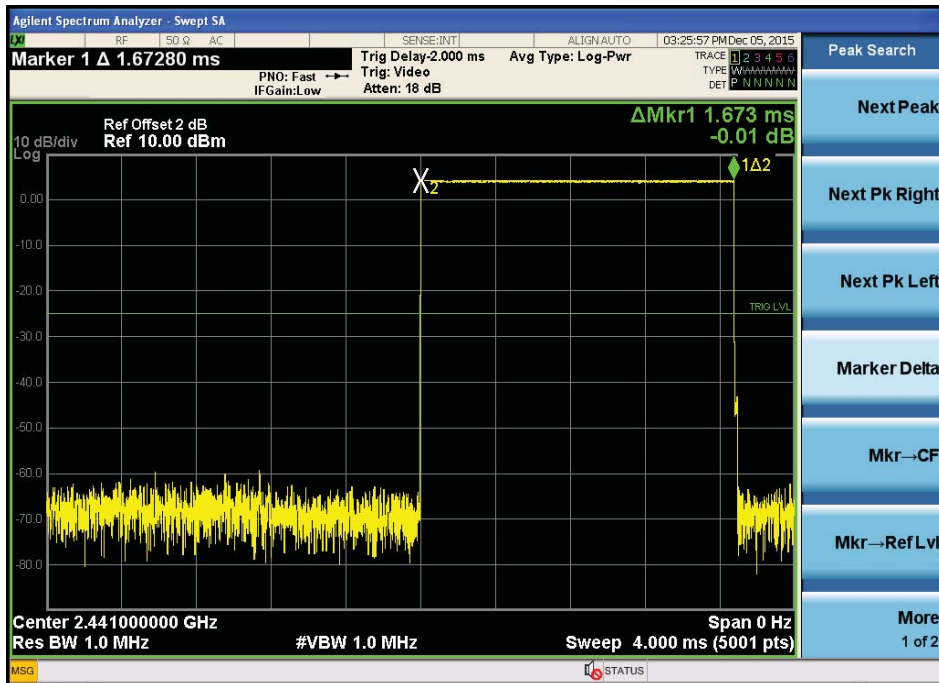 Agilent Spectrum Analyzer - Swept SA
LXI RF 50 Ω AC SENSE:INT ALIGN AUTO 03:25:57 PM Dec 05, 2015
Marker 1 Δ 1.67280 ms
PNO: Fast
IFGain:Low
Trig Delay-2.000 ms
Trig: Video
Atten: 18 dB
Avg Type: Log-Pwr
TRACE 1 2 3 4 5 6
TYPE WWWWWW
DET P N N N N N
Peak Search
Next Peak
Next Pk Right
Next Pk Left
Marker Delta
Mkr→CF
Mkr→Ref Lvl
More
1 of 2
ΔMkr1 1.673 ms
-0.01 dB
Ref Offset 2 dB
10 dB/div Ref 10.00 dBm
Log
1Δ2
2
0.00
-10.0
-20.0
TRIG LVL
-30.0
-40.0
-50.0
-60.0
-70.0
-80.0
Center 2.441000000 GHz Span 0 Hz
Res BW 1.0 MHz #VBW 1.0 MHz Sweep 4.000 ms (5001 pts)
MSG STATUS